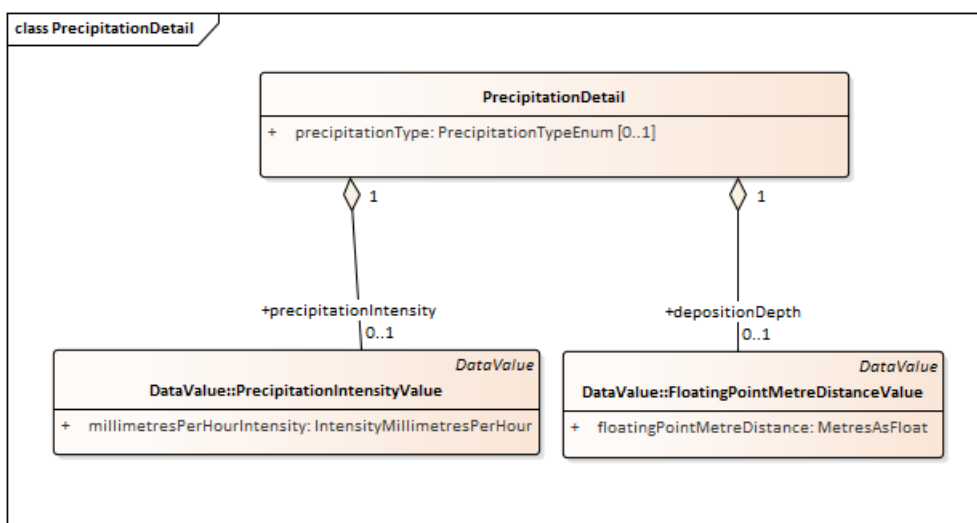 class PrecipitationDetail
PrecipitationDetail
+ precipitationType: PrecipitationTypeEnum [0..1]
1
1
+precipitationIntensity
0..1
+depositionDepth
0..1
DataValue
DataValue::PrecipitationIntensityValue
+ millimetresPerHourIntensity: IntensityMillimetresPerHour
DataValue
DataValue::FloatingPointMetreDistanceValue
+ floatingPointMetreDistance: MetresAsFloat